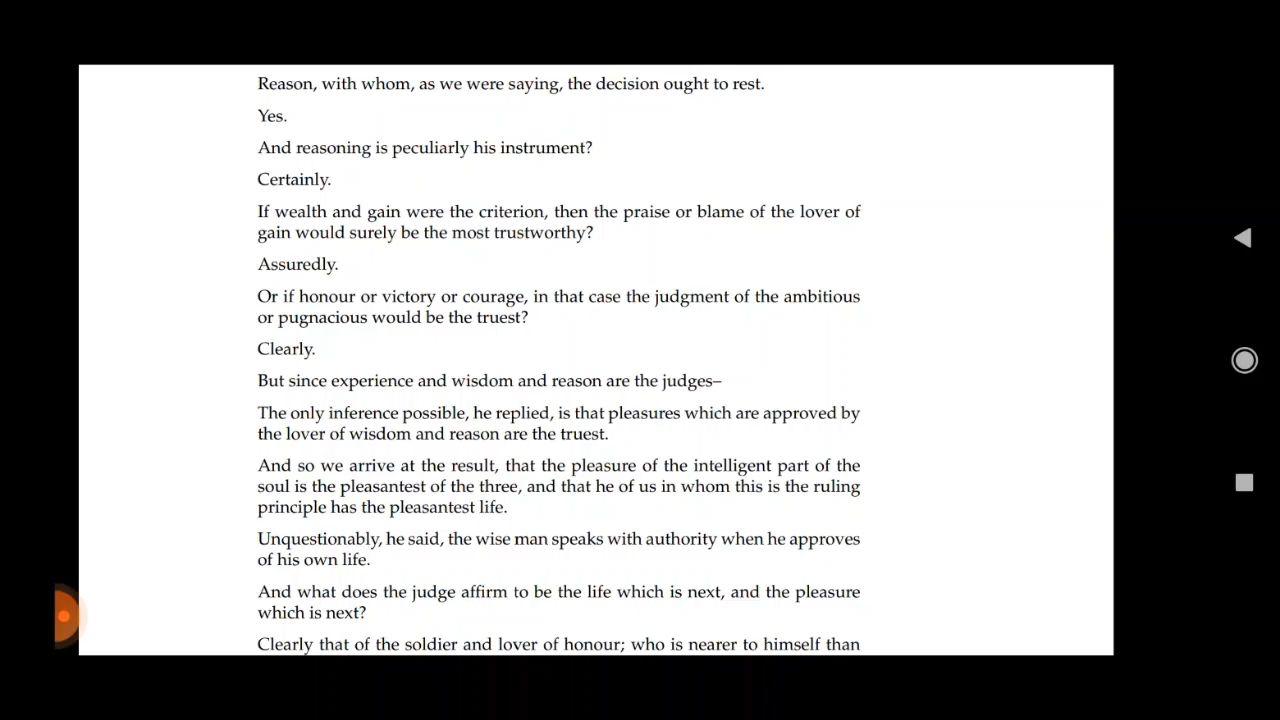 Reason, with whom, as we were saying, the decision ought to rest.
Yes.
And reasoning is peculiarly his instrument?
Certainly.
If wealth and gain were the criterion, then the praise or blame of the lover of
gain would surely be the most trustworthy?
Assuredly.
Or if honour or victory or courage, in that case the judgment of the ambitious
or pugnacious would be the truest?
Clearly.
But since experience and wisdom and reason are the judges–
The only inference possible, he replied, is that pleasures which are approved by
the lover of wisdom and reason are the truest.
And so we arrive at the result, that the pleasure of the intelligent part of the
soul is the pleasantest of the three, and that he of us in whom this is the ruling
principle has the pleasantest life.
Unquestionably, he said, the wise man speaks with authority when he approves
of his own life.
And what does the judge affirm to be the life which is next, and the pleasure
which is next?
Clearly that of the soldier and lover of honour; who is nearer to himself than